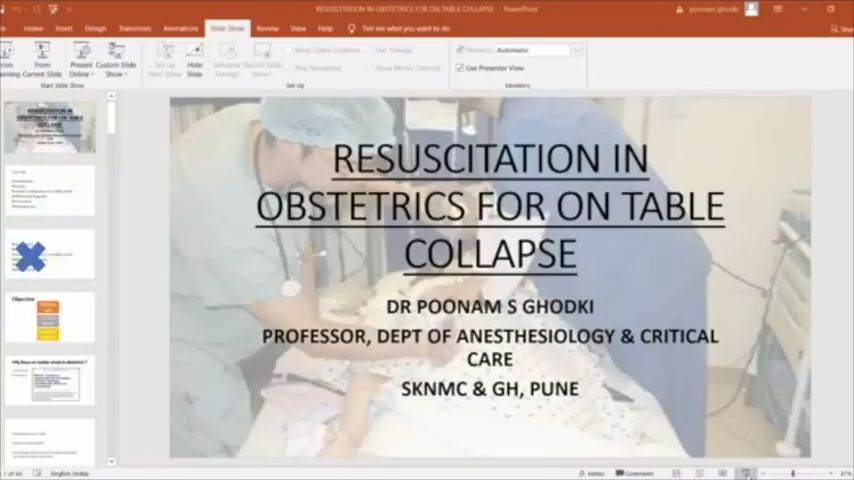 RESUSCITATION IN OBSTETRICS FOR ON TABLE COLLAPSE - PowerPoint
poonam ghodki
Home Insert Design Transitions Animations Slide Show Review View Help Tell me what you want to do
From Current Slide
Present Online
Custom Slide Show
Set Up Slide Show
Hide Slide
Rehearse Timings
Record Slide Show
Keep Slides Updated
Use Timings
Play Narrations
Show Media Controls
Monitor: Automatic
Use Presenter View
Start Slide Show
Set Up
Monitors
RESUSCITATION IN
OBSTETRICS FOR ON TABLE
COLLAPSE
DR POONAM S GHODKI
PROFESSOR, DEPT OF ANESTHESIOLOGY & CRITICAL
CARE
SKNMC & GH, PUNE
Objective
English (India)
Notes
Comments